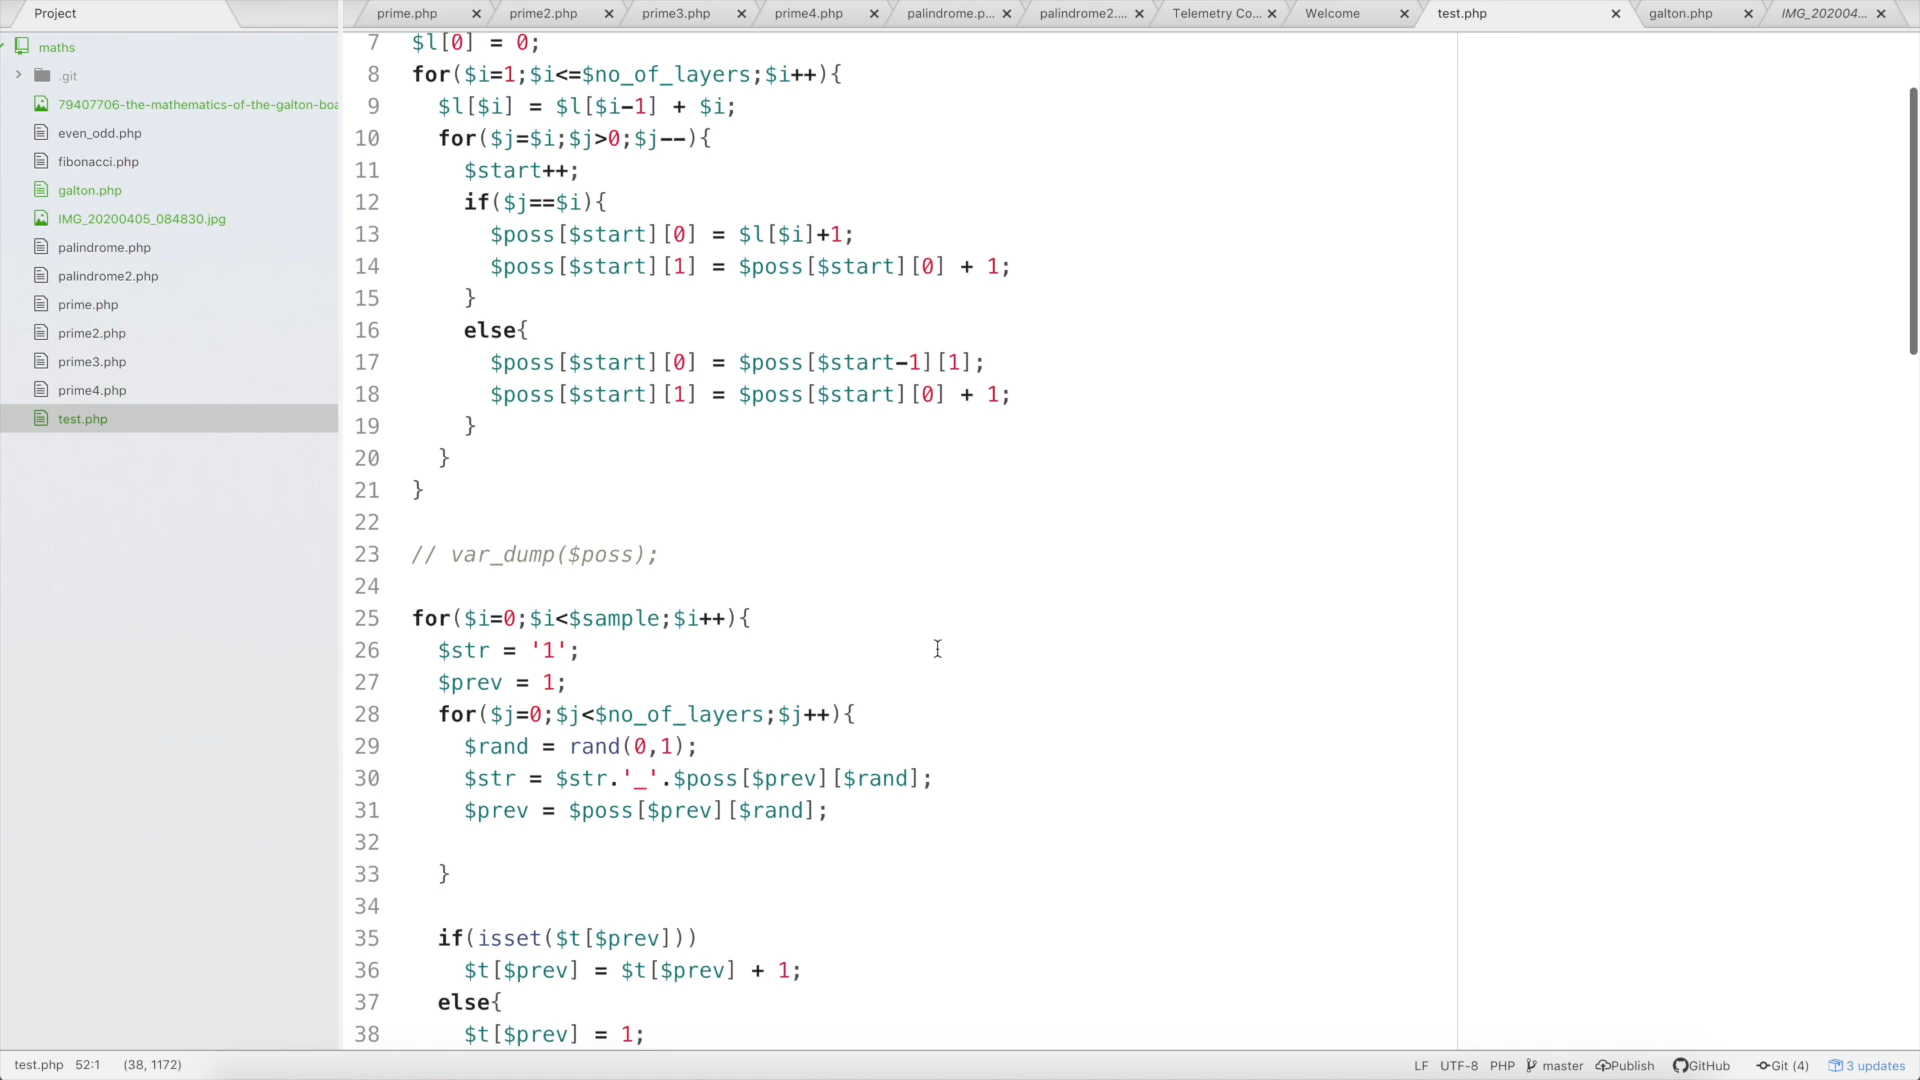 Project
prime.php
prime2.php
prime3.php
prime4.php
palindrome.p...
palindrome2....
Telemetry Co...
Welcome
test.php
galton.php
IMG_202004...
maths
.git
79407706-the-mathematics-of-the-galton-boa
even_odd.php
fibonacci.php
galton.php
IMG_20200405_084830.jpg
palindrome.php
palindrome2.php
prime.php
prime2.php
prime3.php
prime4.php
test.php
7 $l[0] = 0;
8 for($i=1;$i<=$no_of_layers;$i++){
9 $l[$i] = $l[$i-1] + $i;
10 for($j=$i;$j>0;$j--){
11 $start++;
12 if($j==$i){
13 $poss[$start][0] = $l[$i]+1;
14 $poss[$start][1] = $poss[$start][0] + 1;
15 }
16 else{
17 $poss[$start][0] = $poss[$start-1][1];
18 $poss[$start][1] = $poss[$start][0] + 1;
19 }
20 }
21 }
22
23 // var_dump($poss);
24
25 for($i=0;$i<$sample;$i++){
26 $str = '1';
27 $prev = 1;
28 for($j=0;$j<$no_of_layers;$j++){
29 $rand = rand(0,1);
30 $str = $str.'_'.$poss[$prev][$rand];
31 $prev = $poss[$prev][$rand];
32
33 }
34
35 if(isset($t[$prev]))
36 $t[$prev] = $t[$prev] + 1;
37 else{
38 $t[$prev] = 1;
test.php 52:1 (38, 1172)
LF UTF-8 PHP master Publish GitHub Git (4) 3 updates